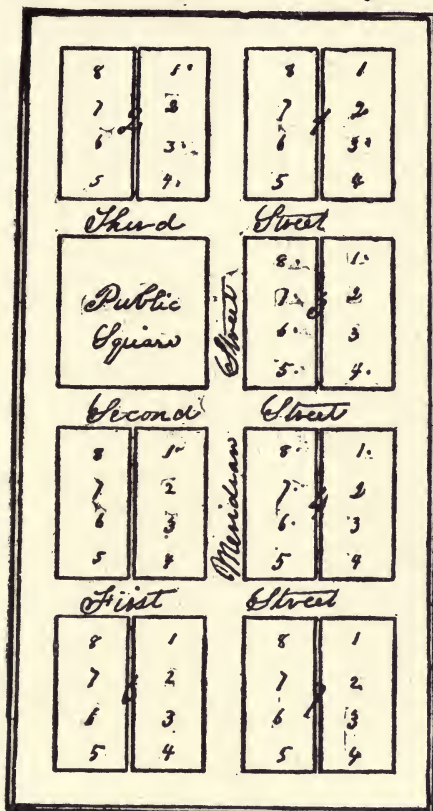 8 1 8 1
7 2 2 7 1 2
6 3 6 3
5 4 5 4
Third Street
Public
Square
8 1
7 3 2
6 3
5 4
Street
Second Street
8 1 8 1
7 2 7 4 2
6 3 6 3
5 4 5 4
Meridian
First Street
8 1 8 1
7 6 2 7 2
6 3 6 3
5 4 5 4